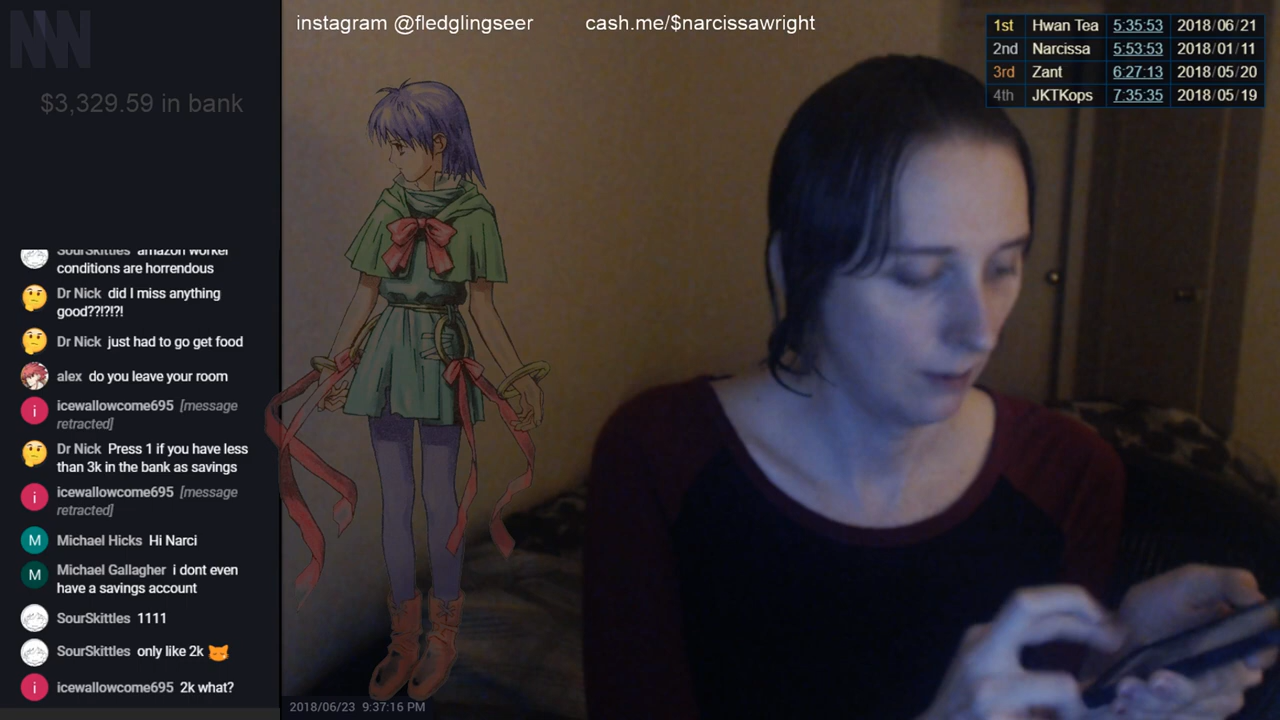 NNN
instagram @fledglingseer
cash.me/$narcissawright
1st Hwan Tea 5:35:53 2018/06/21
2nd Narcissa 5:53:53 2018/01/11
3rd Zant 6:27:13 2018/05/20
4th JKTKops 7:35:35 2018/05/19
$3,329.59 in bank
SourSkittles amazon worker
conditions are horrendous
Dr Nick did I miss anything
good??!?!?!
Dr Nick just had to go get food
alex do you leave your room
icewallowcome695 [message
retracted]
Dr Nick Press 1 if you have less
than 3k in the bank as savings
icewallowcome695 [message
retracted]
Michael Hicks Hi Narci
Michael Gallagher i dont even
have a savings account
SourSkittles 1111
SourSkittles only like 2k
icewallowcome695 2k what?
2018/06/23 9:37:16 PM